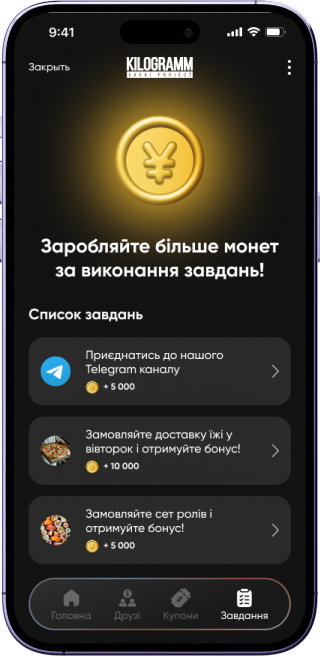 9:41
Закрыть
KILOGRAMM
SUSHI PROJECT
¥
Заробляйте більше монет
за виконання завдань!
Список завдань
Приєднатись до нашого
Telegram каналу
+ 5 000
Замовляйте доставку їжі у
вівторок і отримуйте бонус!
+ 10 000
Замовляйте сет ролів і
отримуйте бонус!
+ 5 000
Головна Друзі Купони Завдання